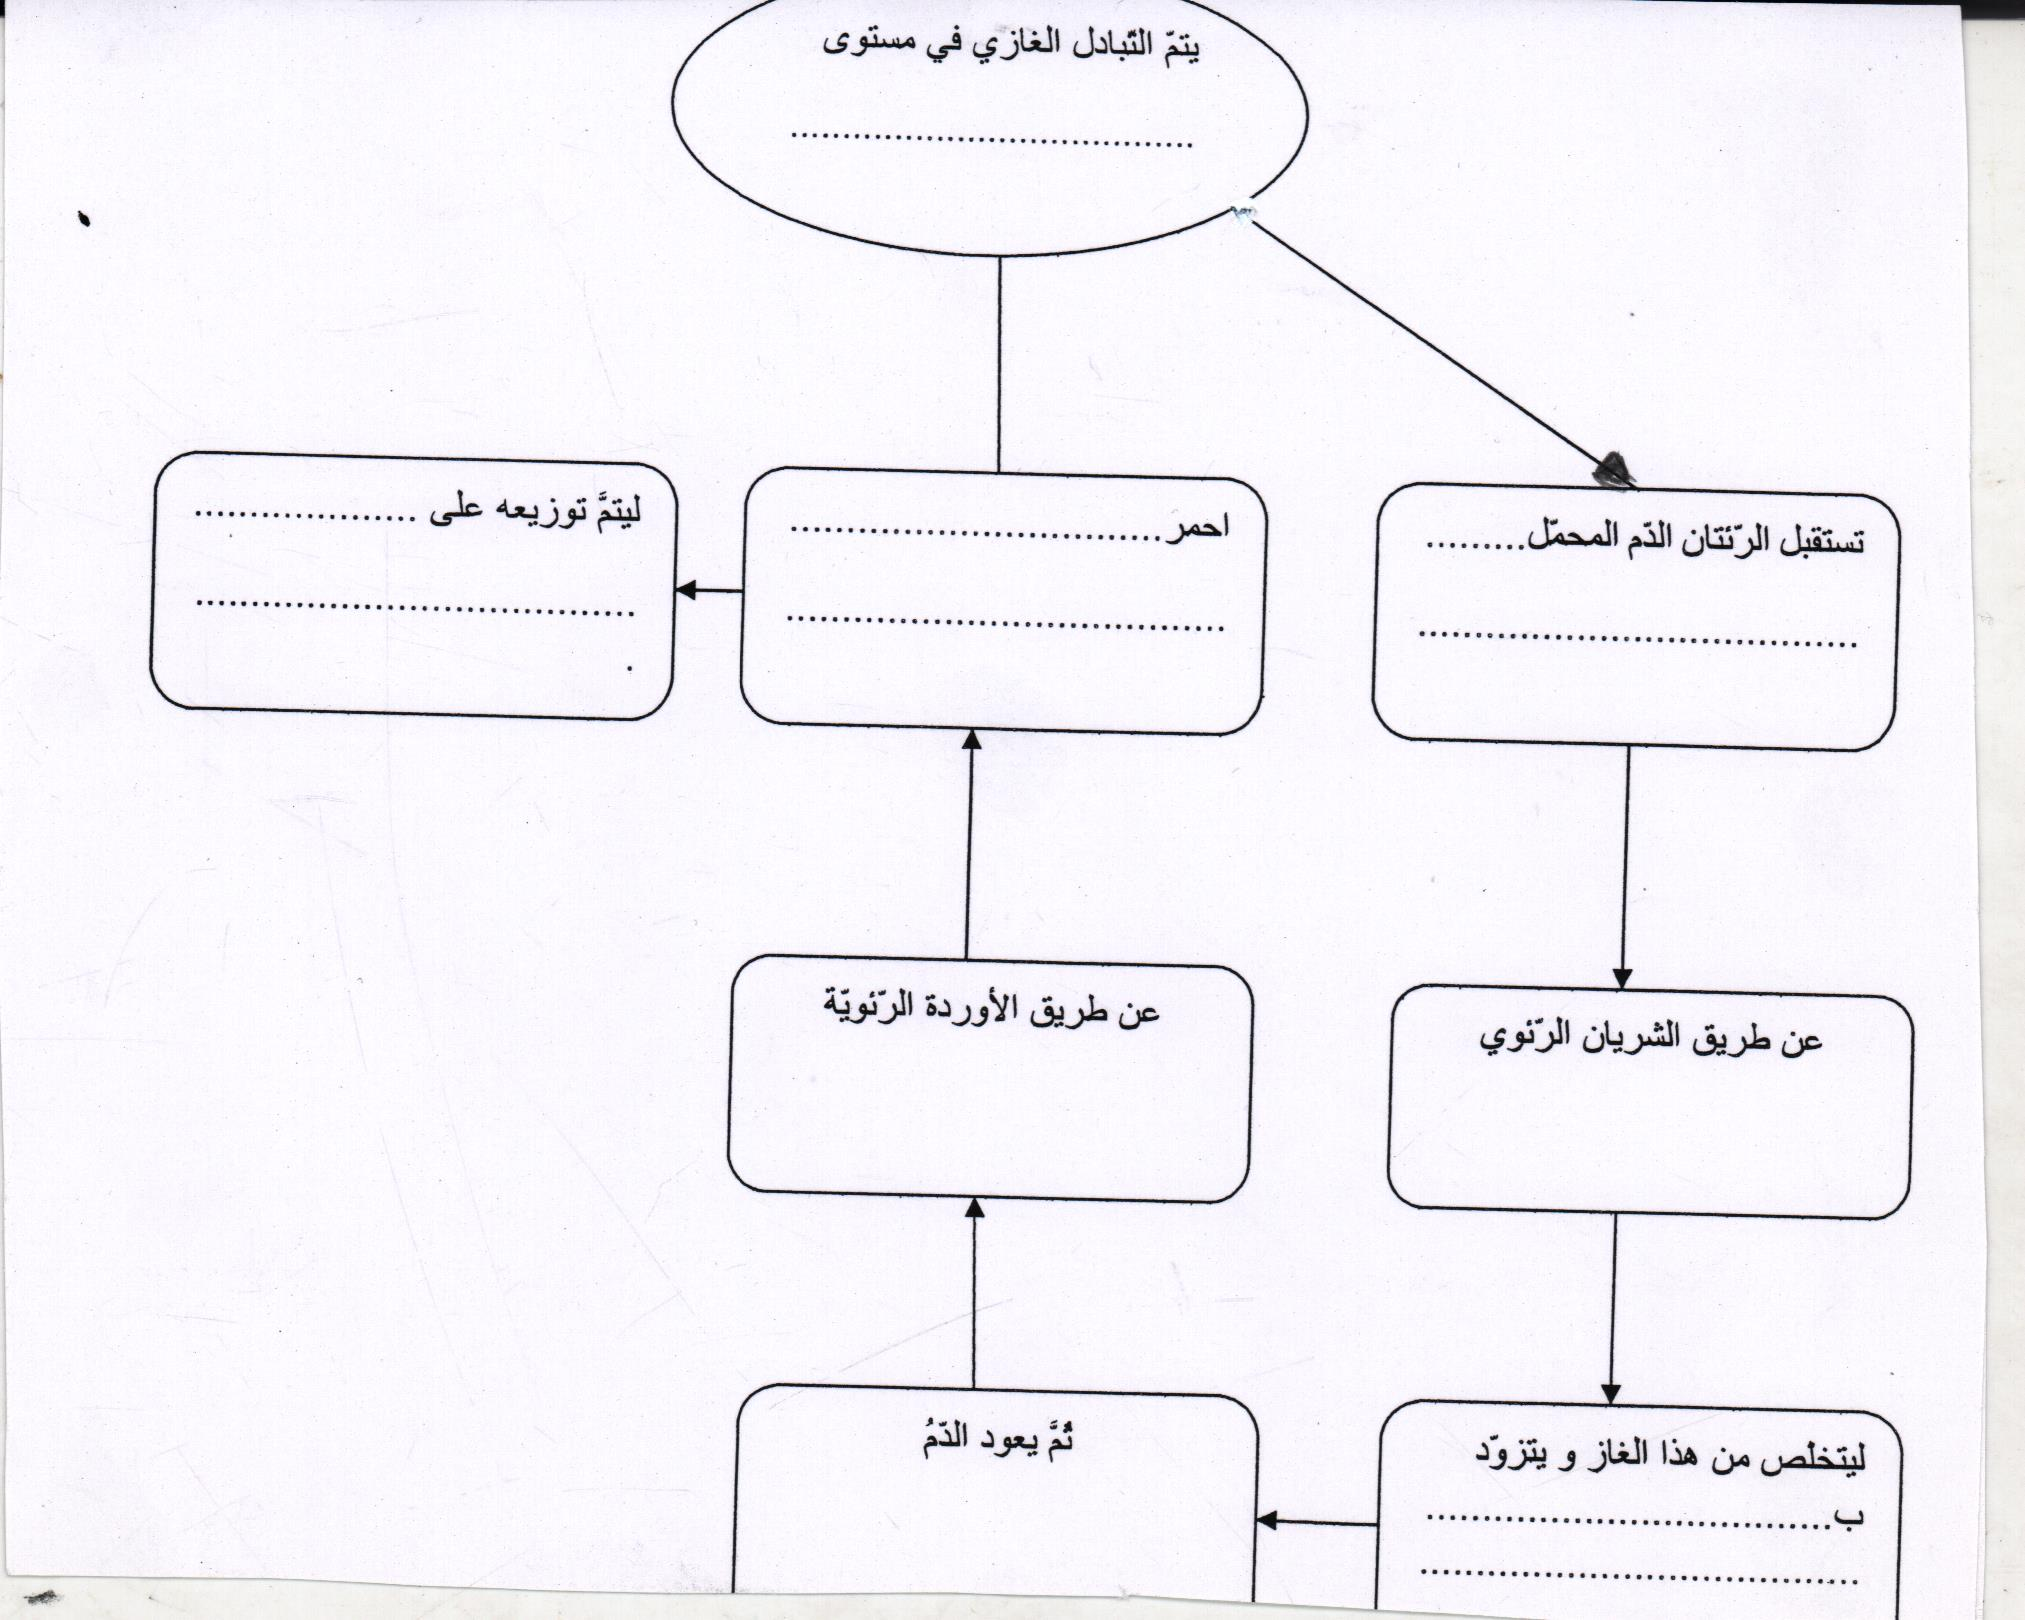 يتمّ التّبادل الغازي في مستوى
.......................................
تستقبل الرّئتان الدّم المحمّل.........
..........................................
احمر...................................
..........................................
ليتمَّ توزيعه على .....................
..........................................
.
عن طريق الشريان الرّئوي
عن طريق الأوردة الرّئويّة
ليتخلص من هذا الغاز و يتزوّد
ب.......................................
..........................................
ثُمَّ يعود الدّمُ